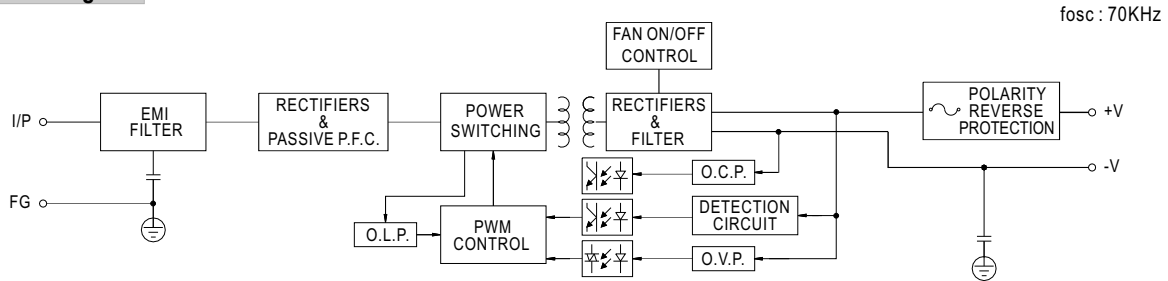 fosc : 70KHz
FAN ON/OFF
CONTROL
I/P
EMI
FILTER
RECTIFIERS
&
PASSIVE P.F.C.
POWER
SWITCHING
RECTIFIERS
&
FILTER
POLARITY
REVERSE
PROTECTION
+V
-V
O.C.P.
FG
O.L.P.
PWM
CONTROL
DETECTION
CIRCUIT
O.V.P.